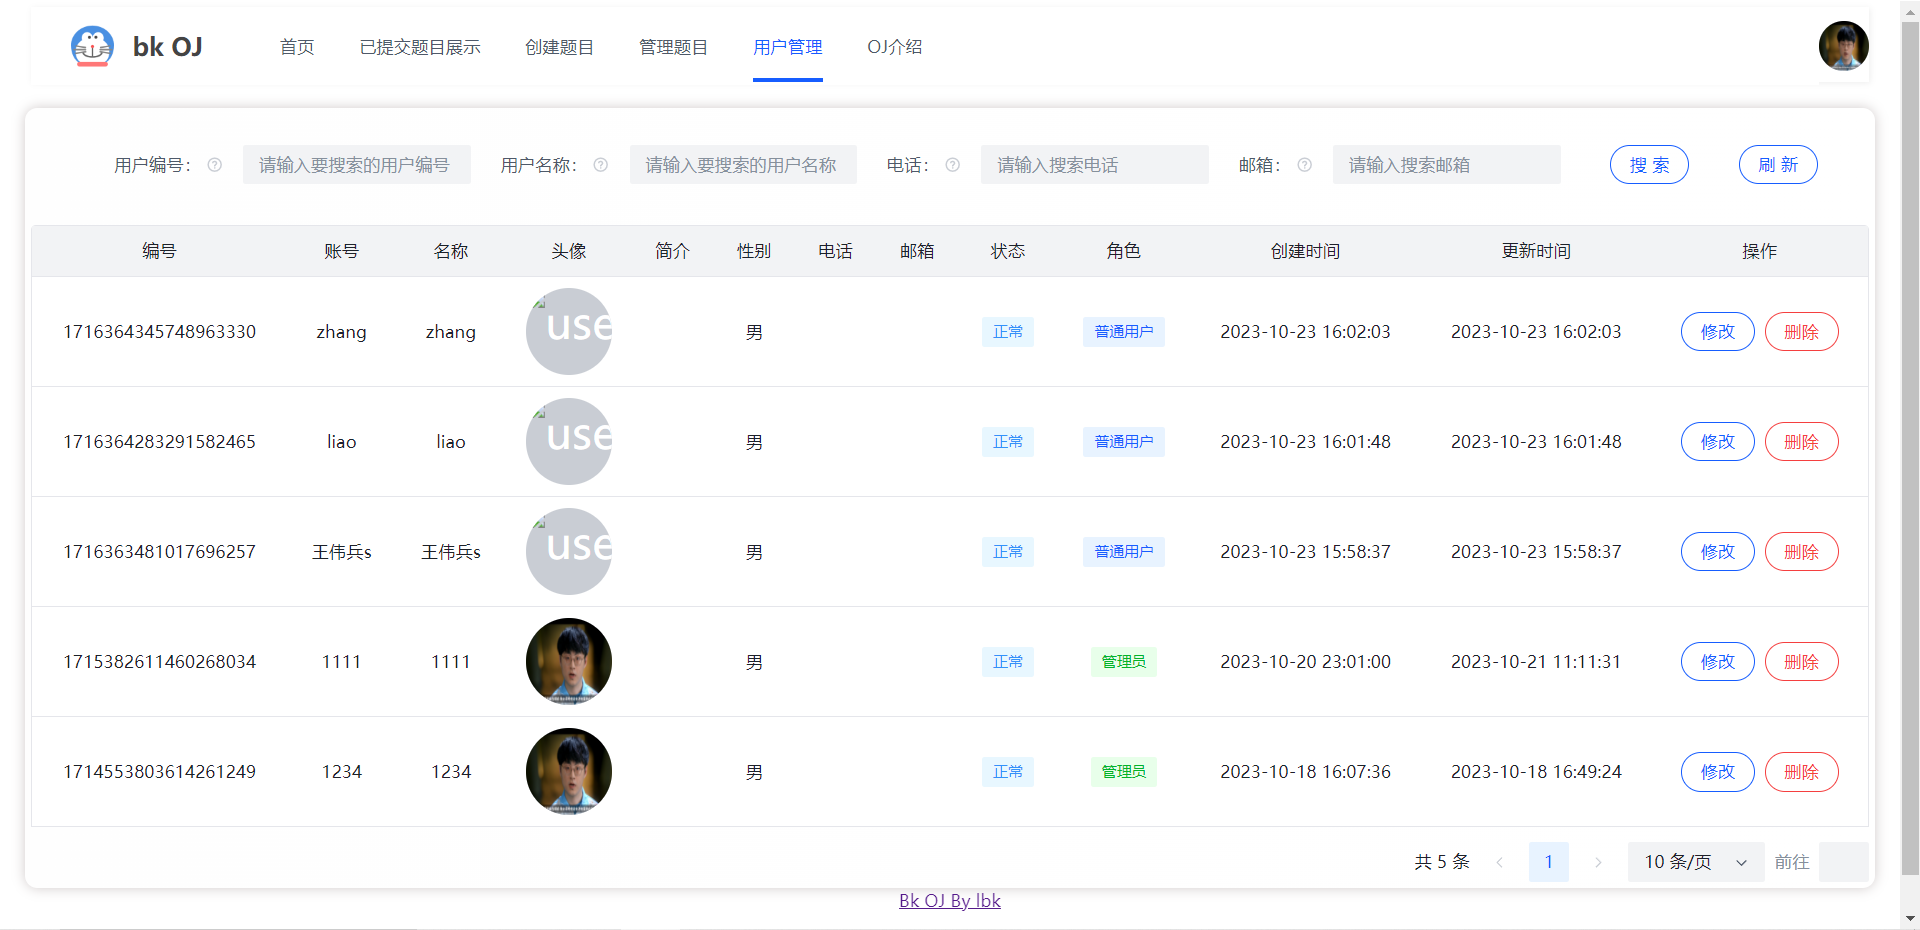 bk OJ 首页 已提交题目展示 创建题目 管理题目 用户管理 OJ介绍
用户编号： 请输入要搜索的用户编号 用户名称： 请输入要搜索的用户名称 电话： 请输入搜索电话 邮箱： 请输入搜索邮箱 搜 索 刷 新
编号 账号 名称 头像 简介 性别 电话 邮箱 状态 角色 创建时间 更新时间 操作
1716364345748963330 zhang zhang use 男 正常 普通用户 2023-10-23 16:02:03 2023-10-23 16:02:03 修改 删除
1716364283291582465 liao liao use 男 正常 普通用户 2023-10-23 16:01:48 2023-10-23 16:01:48 修改 删除
1716363481017696257 王伟兵s 王伟兵s use 男 正常 普通用户 2023-10-23 15:58:37 2023-10-23 15:58:37 修改 删除
1715382611460268034 1111 1111 男 正常 管理员 2023-10-20 23:01:00 2023-10-21 11:11:31 修改 删除
1714553803614261249 1234 1234 男 正常 管理员 2023-10-18 16:07:36 2023-10-18 16:49:24 修改 删除
共 5 条 1 10 条/页 前往
Bk OJ By lbk